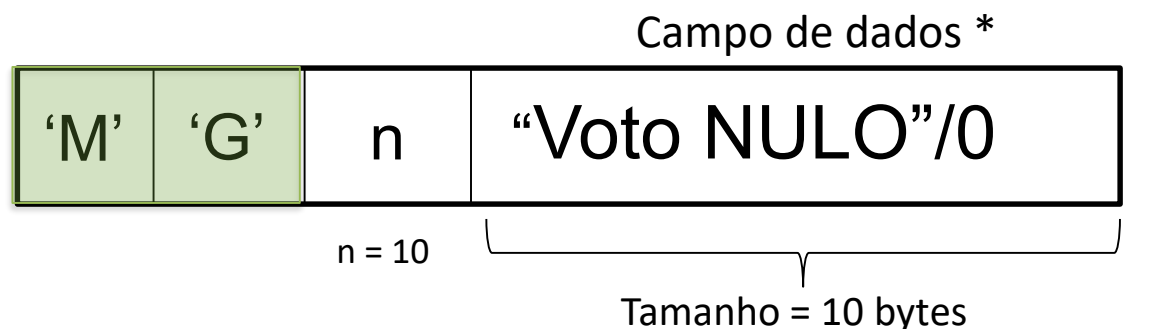 Campo de dados *
‘M’ ‘G’ n “Voto NULO”/0
n = 10
Tamanho = 10 bytes